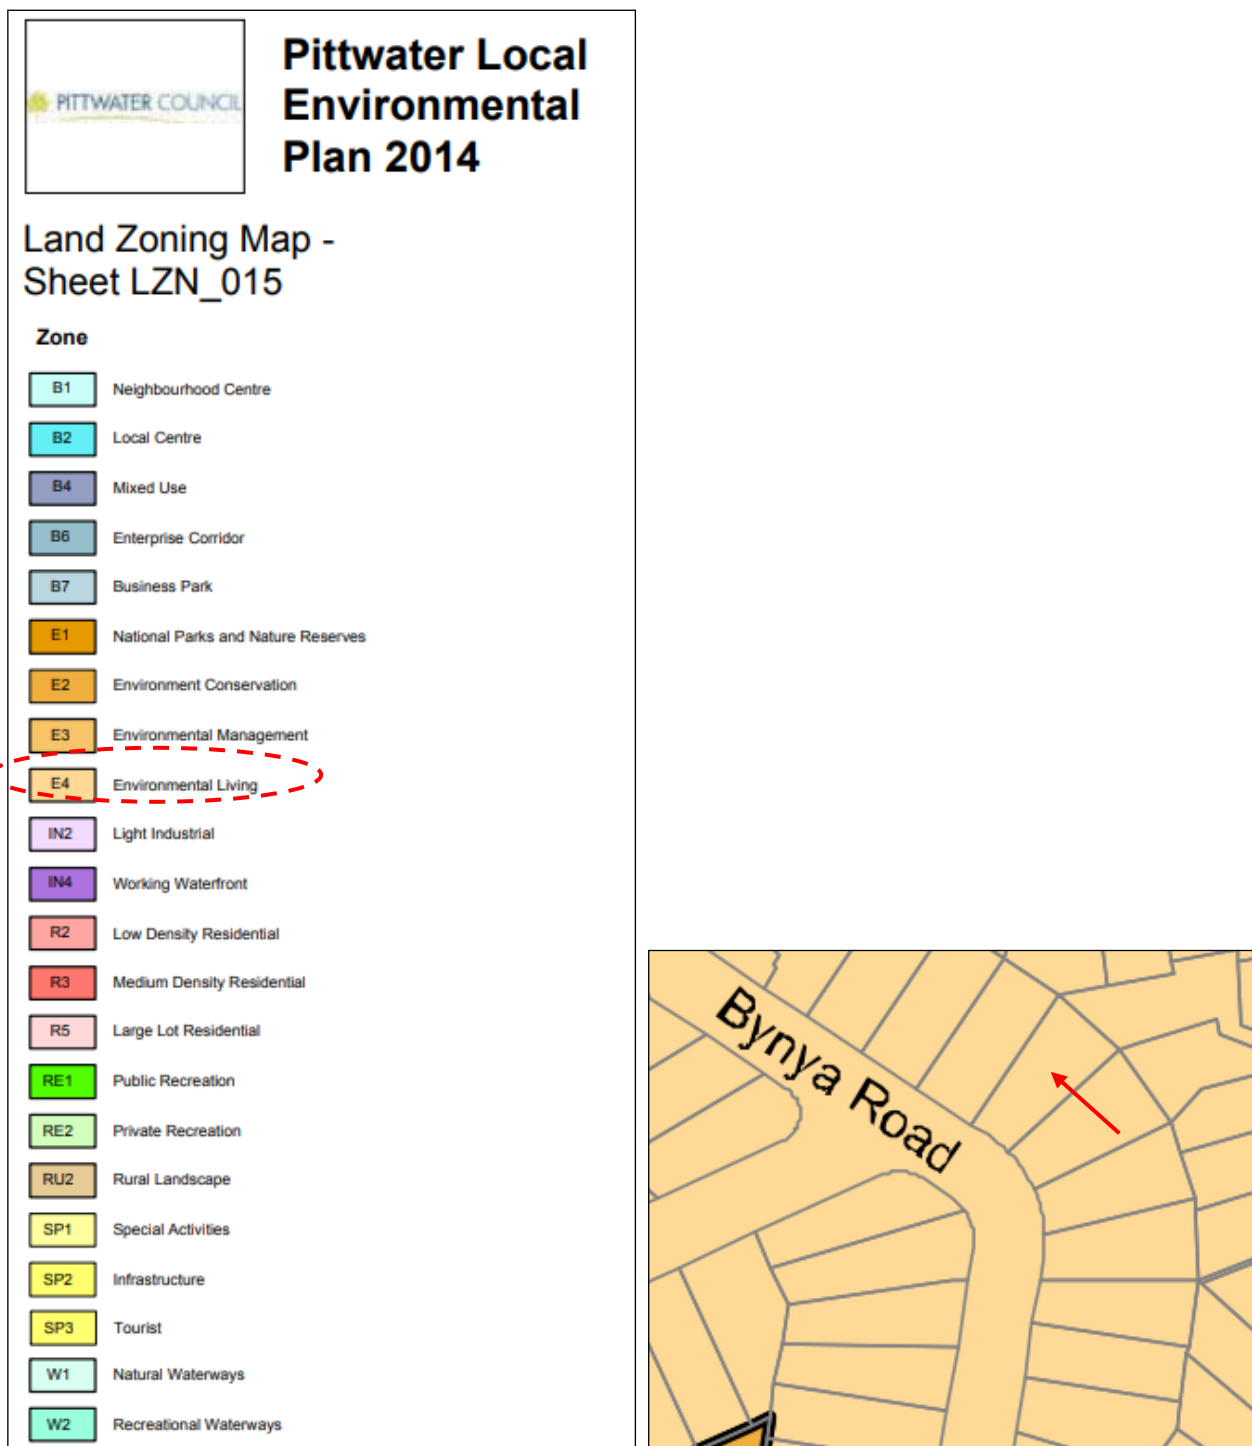 PITTWATER COUNCIL
Pittwater Local
Environmental
Plan 2014
Land Zoning Map -
Sheet LZN_015
Zone
B1 Neighbourhood Centre
B2 Local Centre
B4 Mixed Use
B6 Enterprise Corridor
B7 Business Park
E1 National Parks and Nature Reserves
E2 Environment Conservation
E3 Environmental Management
E4 Environmental Living
IN2 Light Industrial
IN4 Working Waterfront
R2 Low Density Residential
R3 Medium Density Residential
R5 Large Lot Residential
RE1 Public Recreation
RE2 Private Recreation
RU2 Rural Landscape
SP1 Special Activities
SP2 Infrastructure
SP3 Tourist
W1 Natural Waterways
W2 Recreational Waterways
Bynya Road